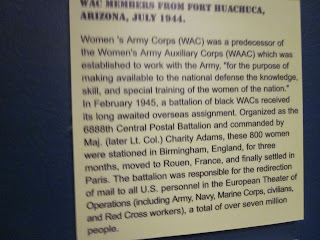 WAC MEMBERS FROM FORT HUACHUCA,
ARIZONA, JULY 1944.
Women 's Army Corps (WAC) was a predecessor of
the Women's Army Auxiliary Corps (WAAC) which was
established to work with the Army, "for the purpose of
making available to the national defense the knowledge,
skill, and special training of the women of the nation."
In February 1945, a battalion of black WACs received
its long awaited overseas assignment. Organized as the
6888th Central Postal Battalion and commanded by
Maj. (later Lt. Col.) Charity Adams, these 800 women
were stationed in Birmingham, England, for three
months, moved to Rouen, France, and finally settled in
Paris. The battalion was responsible for the redirection
of mail to all U.S. personnel in the European Theater of
Operations (including Army, Navy, Marine Corps, civilians,
and Red Cross workers), a total of over seven million
people.